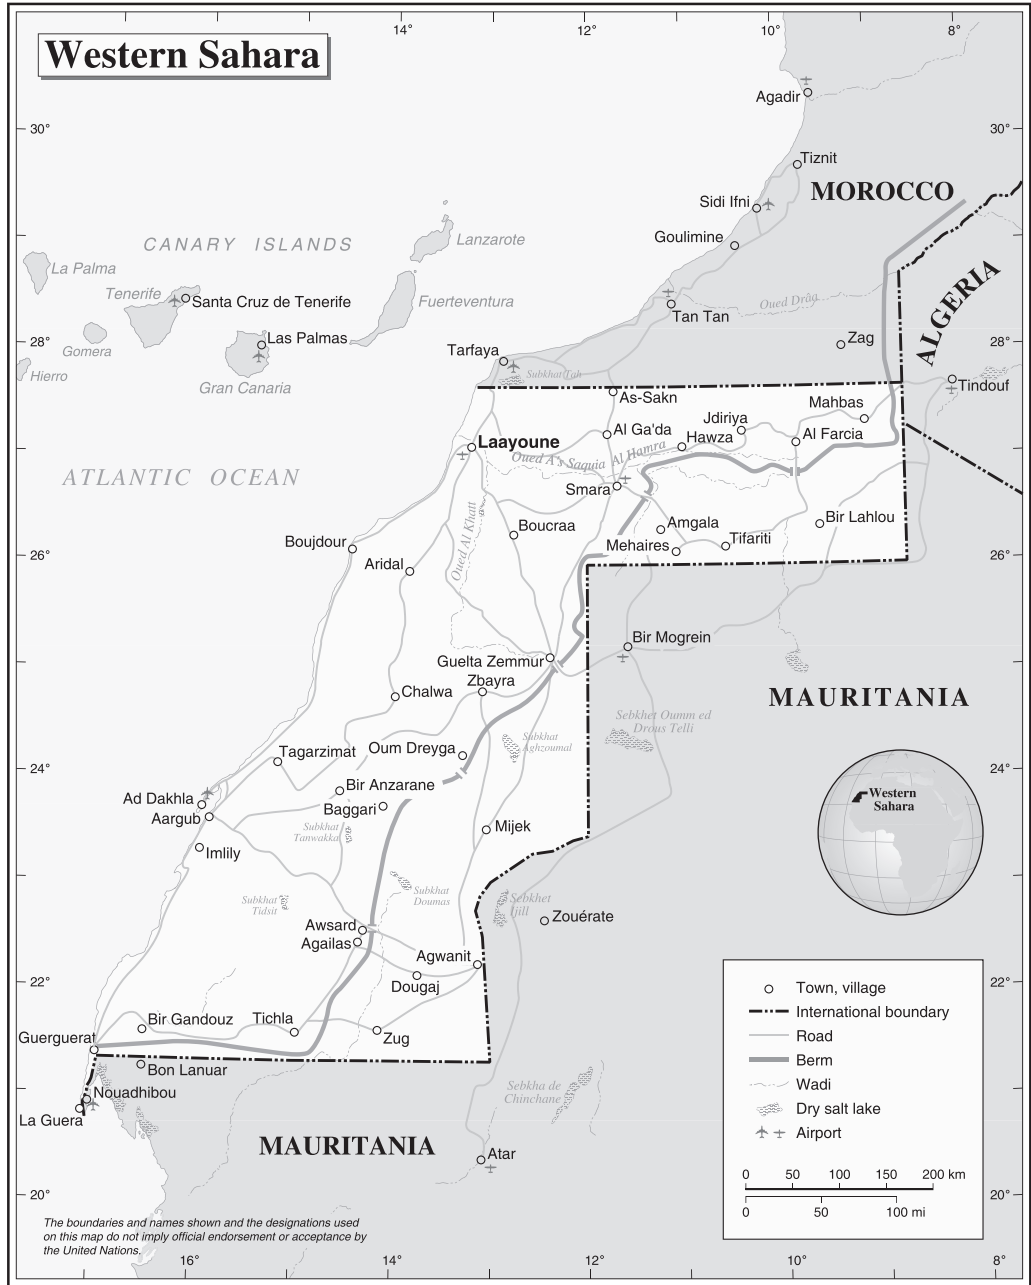 14°
12°
10°
8°
Western Sahara
Agadir
30°
30°
Tiznit
MOROCCO
Sidi Ifni
Goulimine
CANARY ISLANDS
Lanzarote
La Palma
Tenerife
Santa Cruz de Tenerife
Fuerteventura
Oued Drâa
Tan Tan
ALGERIA
Las Palmas
Zag
28°
28°
Gomera
Tarfaya
Hierro
Gran Canaria
Subkhat Tah
Tindouf
As-Sakn
Mahbas
Jdiriya
Al Ga'da
Hawza
Al Farcia
Laayoune
Oued A's Saquia Al Hamra
ATLANTIC OCEAN
Smara
Boucraa
Amgala
Bir Lahlou
Oued Al Khatt
Boujdour
Mehaires
Tifariti
26°
26°
Aridal
Bir Mogrein
Guelta Zemmur
Zbayra
Chalwa
MAURITANIA
Sebkhet Oumm ed
Drous Telli
Subkhat
Aghzoumal
Tagarzimat
Oum Dreyga
24°
24°
Bir Anzarane
Ad Dakhla
Baggari
Aargub
Western
Sahara
Subkhat
Tanwakka
Mijek
Imlily
Subkhat
Doumas
Subkhat
Tidsit
Sebkhet
Ijill
Zouérate
Awsard
Agailas
Agwanit
Dougaj
22°
22°
Bir Gandouz
Tichla
Zug
Guerguerat
Bon Lanuar
Nouadhibou
La Guera
Sebkha de
Chinchane
MAURITANIA
Atar
20°
20°
Town, village
International boundary
Road
Berm
Wadi
Dry salt lake
Airport
0 50 100 150 200 km
0 50 100 mi
The boundaries and names shown and the designations used
on this map do not imply official endorsement or acceptance by
the United Nations.
16°
14°
12°
10°
8°